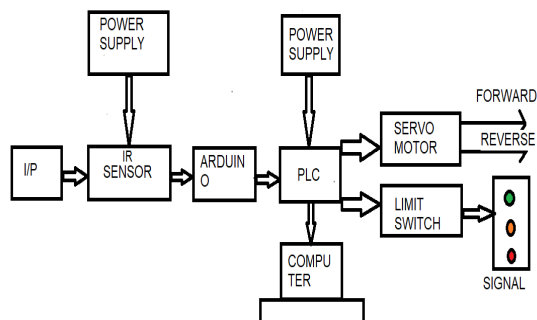 POWER
SUPPLY
POWER
SUPPLY
I/P
IR
SENSOR
ARDUIN
O
PLC
SERVO
MOTOR
FORWARD
REVERSE
LIMIT
SWITCH
SIGNAL
COMPU
TER